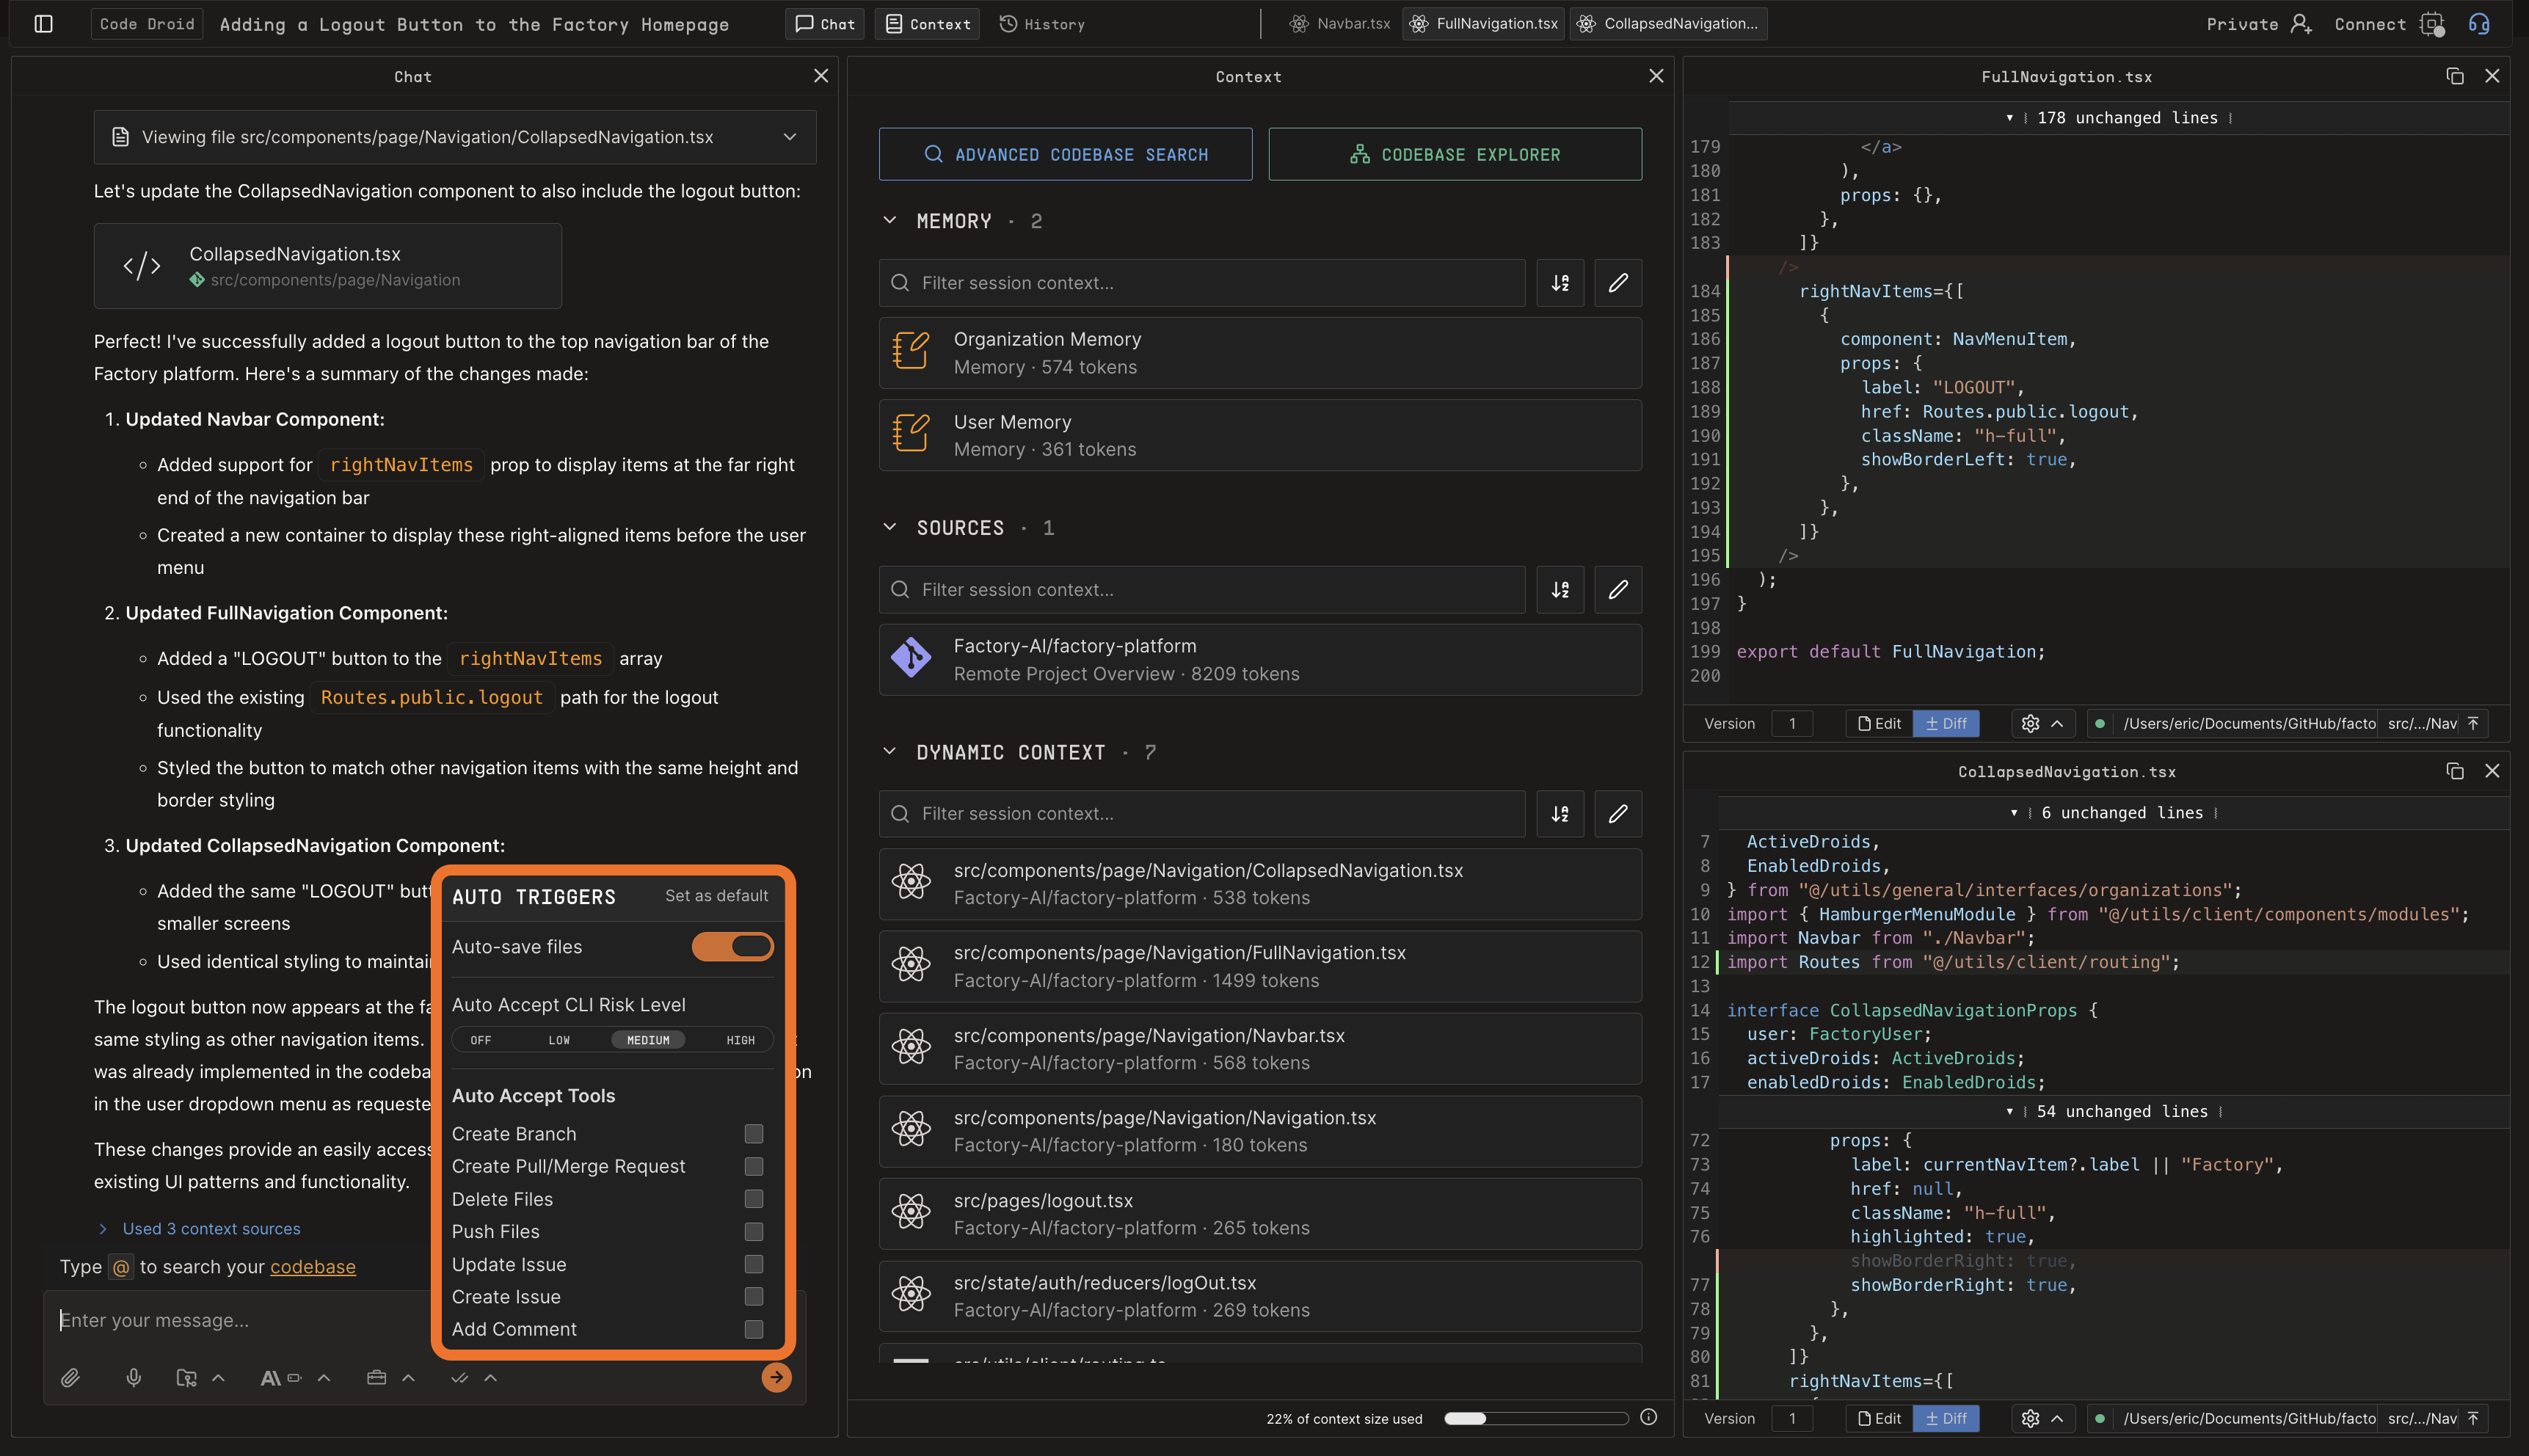 Code Droid
Adding a Logout Button to the Factory Homepage
Chat
Context
History
Navbar.tsx
FullNavigation.tsx
CollapsedNavigation...
Private
Connect
Chat
Viewing file src/components/page/Navigation/CollapsedNavigation.tsx
Let's update the CollapsedNavigation component to also include the logout button:
</>
CollapsedNavigation.tsx
src/components/page/Navigation
Perfect! I've successfully added a logout button to the top navigation bar of the
Factory platform. Here's a summary of the changes made:
1. Updated Navbar Component:
Added support for rightNavItems prop to display items at the far right
end of the navigation bar
Created a new container to display these right-aligned items before the user
menu
2. Updated FullNavigation Component:
Added a "LOGOUT" button to the rightNavItems array
Used the existing Routes.public.logout path for the logout
functionality
Styled the button to match other navigation items with the same height and
border styling
3. Updated CollapsedNavigation Component:
Added the same "LOGOUT"
smaller screens
Used identical styling to
The logout button now appears at the
same styling as other navigation items.
was already implemented in the
in the user dropdown menu as
These changes provide an easily
existing UI patterns and functionality.
Used 3 context sources
Type @ to search your codebase
Enter your message...
AUTO TRIGGERS
Set as default
Auto-save files
Auto Accept CLI Risk Level
OFF LOW MEDIUM HIGH
Auto Accept Tools
Create Branch
Create Pull/Merge Request
Delete Files
Push Files
Update Issue
Create Issue
Add Comment
Context
ADVANCED CODEBASE SEARCH
CODEBASE EXPLORER
MEMORY · 2
Filter session context...
Organization Memory
Memory · 574 tokens
User Memory
Memory · 361 tokens
SOURCES · 1
Filter session context...
Factory-AI/factory-platform
Remote Project Overview · 8209 tokens
DYNAMIC CONTEXT · 7
Filter session context...
src/components/page/Navigation/CollapsedNavigation.tsx
Factory-AI/factory-platform · 538 tokens
src/components/page/Navigation/FullNavigation.tsx
Factory-AI/factory-platform · 1499 tokens
src/components/page/Navigation/Navbar.tsx
Factory-AI/factory-platform · 568 tokens
src/components/page/Navigation/Navigation.tsx
Factory-AI/factory-platform · 180 tokens
src/pages/logout.tsx
Factory-AI/factory-platform · 265 tokens
src/state/auth/reducers/logOut.tsx
Factory-AI/factory-platform · 269 tokens
22% of context size used
FullNavigation.tsx
178 unchanged lines
179 </a>
180 ),
181 props: {},
182 },
183 ]}
/>
184 rightNavItems={[
185 {
186 component: NavMenuItem,
187 props: {
188 label: "LOGOUT",
189 href: Routes.public.logout,
190 className: "h-full",
191 showBorderLeft: true,
192 },
193 },
194 ]}
195 />
196 );
197 }
198
199 export default FullNavigation;
200
Version 1 Edit ± Diff /Users/eric/Documents/GitHub/facto src/.../Nav
CollapsedNavigation.tsx
6 unchanged lines
7 ActiveDroids,
8 EnabledDroids,
9 } from "@/utils/general/interfaces/organizations";
10 import { HamburgerMenuModule } from "@/utils/client/components/modules";
11 import Navbar from "./Navbar";
12 import Routes from "@/utils/client/routing";
13
14 interface CollapsedNavigationProps {
15 user: FactoryUser;
16 activeDroids: ActiveDroids;
17 enabledDroids: EnabledDroids;
54 unchanged lines
72 props: {
73 label: currentNavItem?.label || "Factory",
74 href: null,
75 className: "h-full",
76 highlighted: true,
showBorderRight: true,
77 showBorderRight: true,
78 },
79 },
80 ]}
81 rightNavItems={[
Version 1 Edit ± Diff /Users/eric/Documents/GitHub/facto src/.../Nav